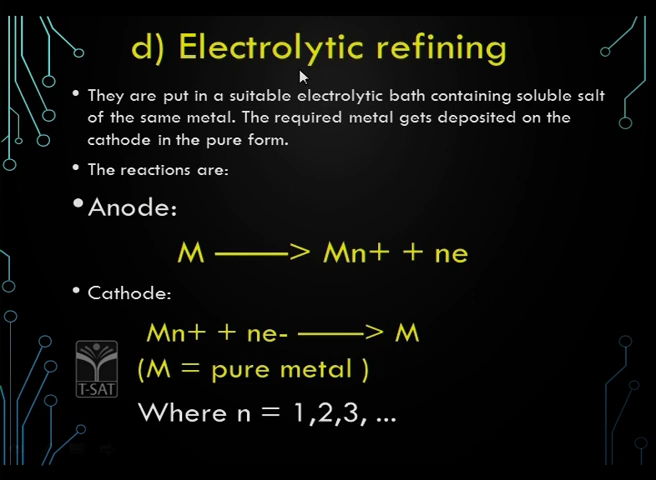 d) Electrolytic refining
• They are put in a suitable electrolytic bath containing soluble salt
of the same metal. The required metal gets deposited on the
cathode in the pure form.
• The reactions are:
• Anode:
M ———> Mn+ + ne
• Cathode:
Mn+ + ne- ———> M
(M = pure metal )
T-SAT
Where n = 1,2,3, ...